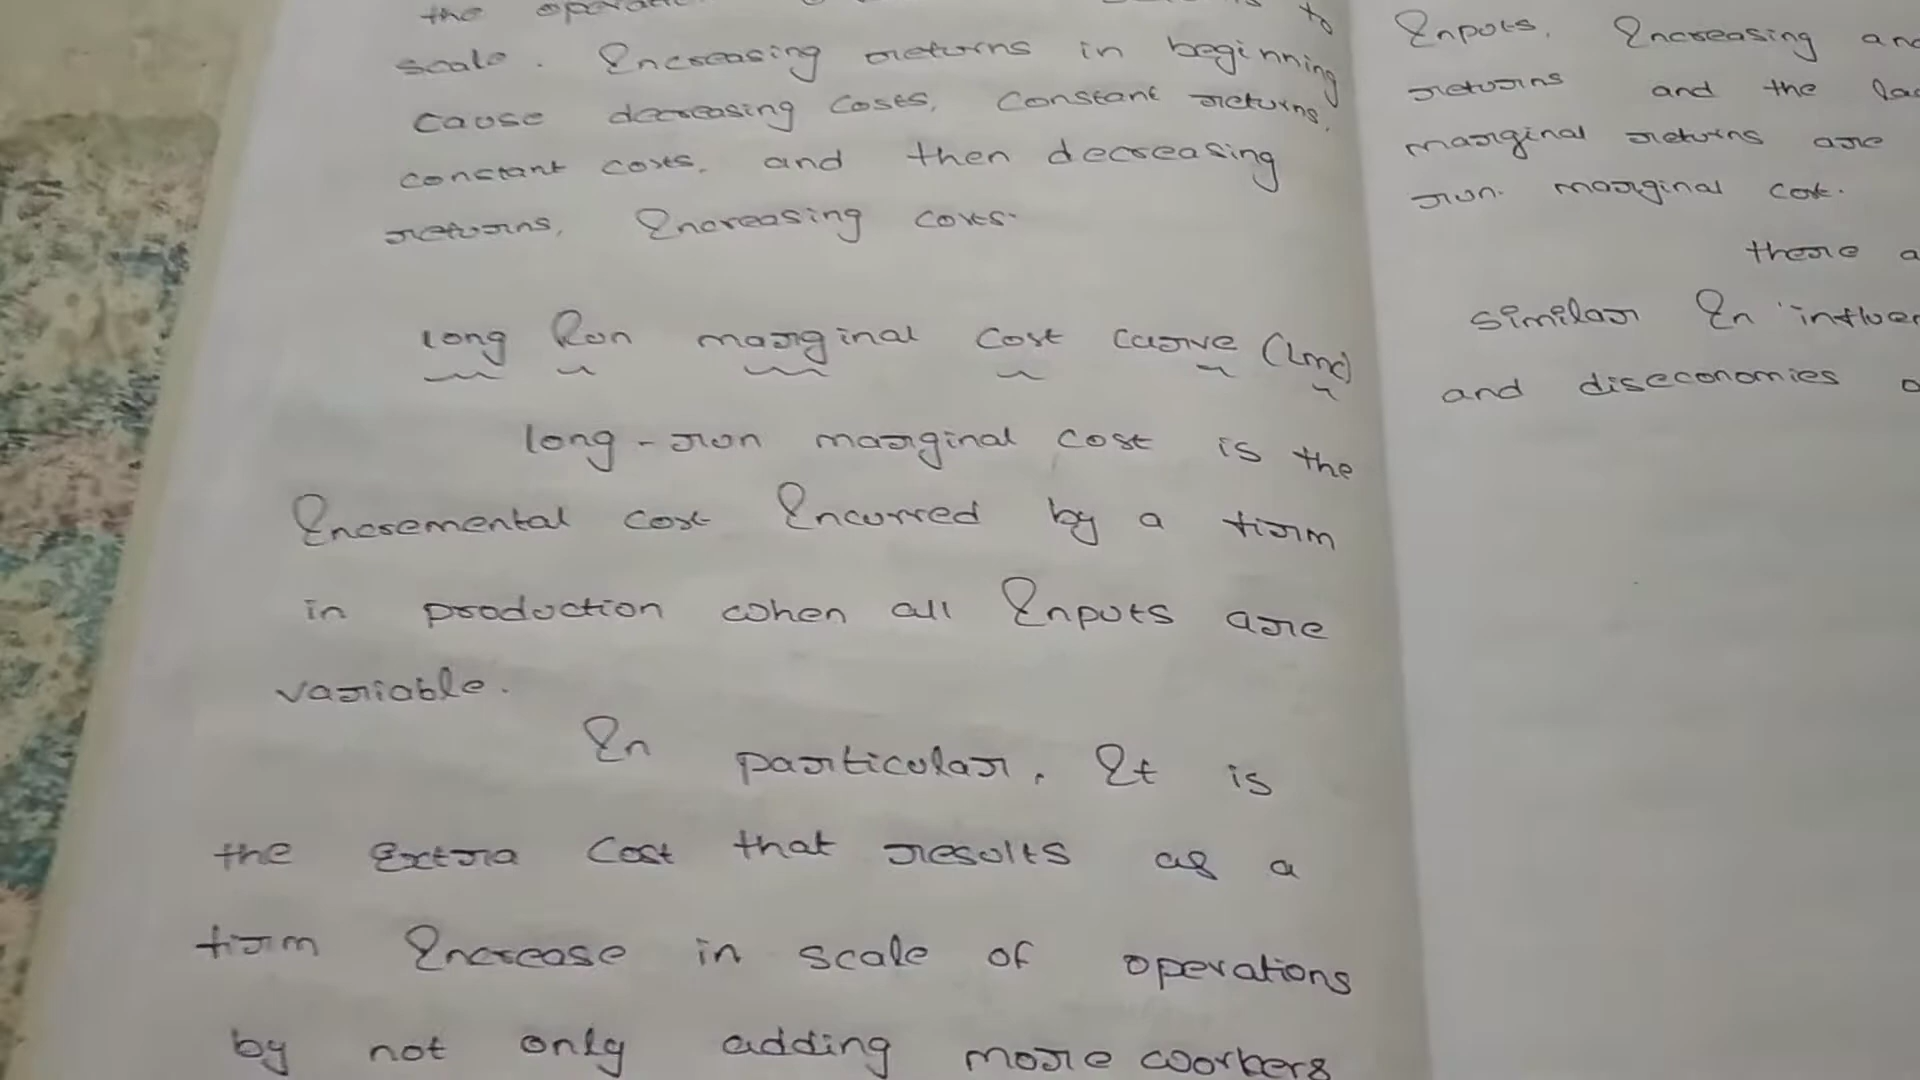 the
scale. Increasing returns in beginning
cause decreasing costs, constant returns,
constant costs, and then decreasing
returns, Increasing costs.
long Run marginal cost curve (Lmc)
long-run marginal cost is the
Incremental cost Incurred by a firm
in production when all Inputs are
variable.
In particular, It is
the Extra cost that results as a
firm Increase in scale of operations
by not only adding more workers
Inputs, Increasing
returns and the
marginal returns are
run. marginal cost.
there
similar In
and diseconomies